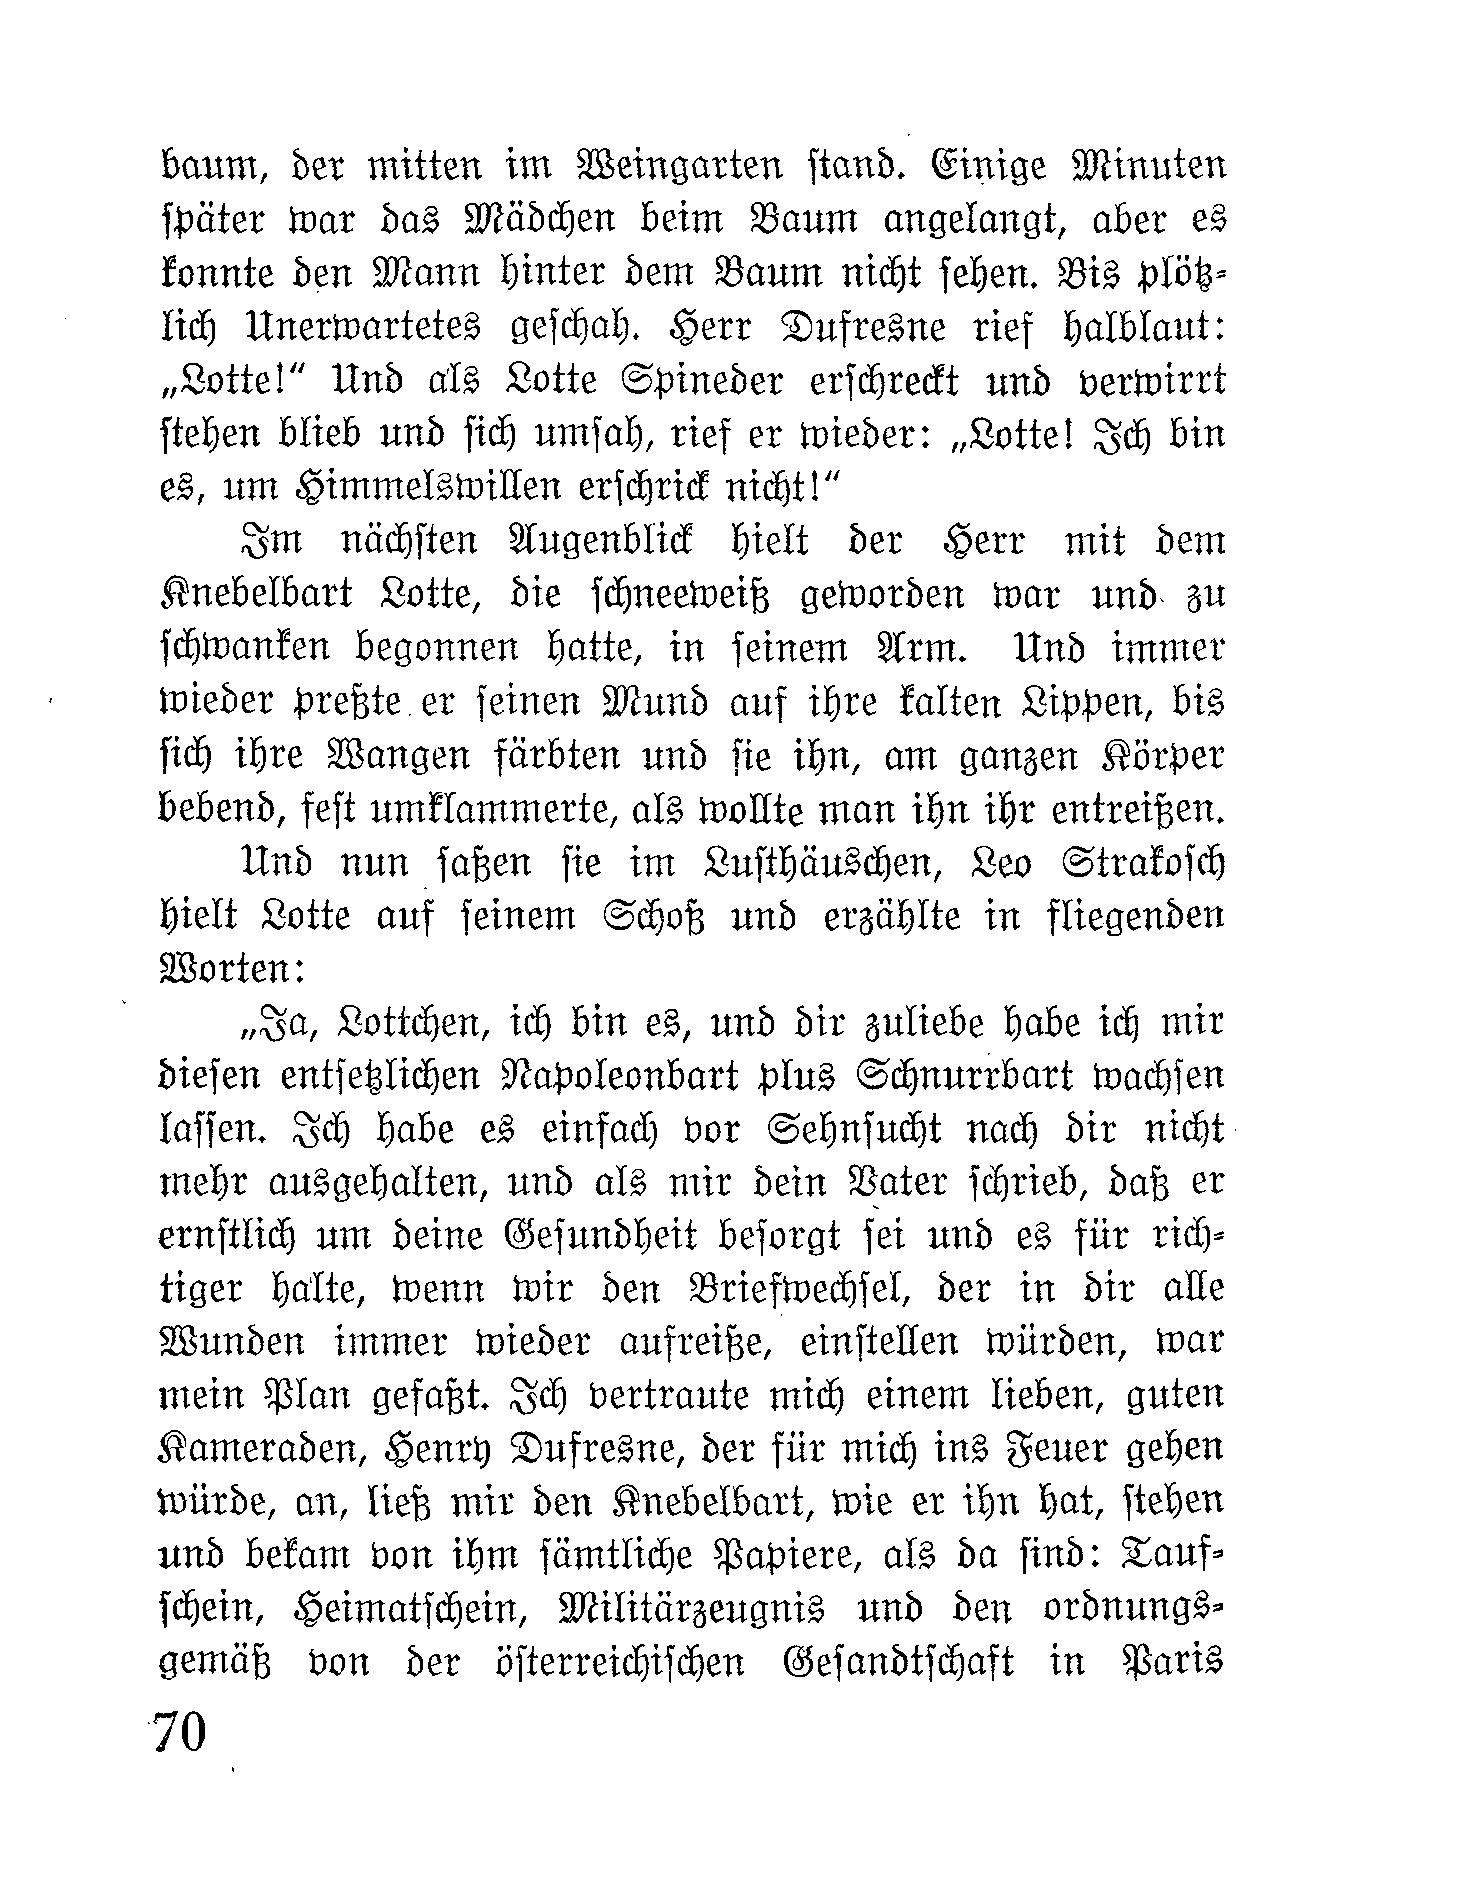 baum, der mitten im Weingarten stand. Einige Minuten
später war das Mädchen beim Baum angelangt, aber es
konnte den Mann hinter dem Baum nicht sehen. Bis plötz-
lich Unerwartetes geschah. Herr Dufresne rief halblaut:
„Lotte!“ Und als Lotte Spineder erschreckt und verwirrt
stehen blieb und sich umsah, rief er wieder: „Lotte! Ich bin
es, um Himmelswillen erschrick nicht!“
Im nächsten Augenblick hielt der Herr mit dem
Knebelbart Lotte, die schneeweiß geworden war und zu
schwanken begonnen hatte, in seinem Arm. Und immer
wieder preßte er seinen Mund auf ihre kalten Lippen, bis
sich ihre Wangen färbten und sie ihn, am ganzen Körper
bebend, fest umklammerte, als wollte man ihn ihr entreißen.
Und nun saßen sie im Lusthäuschen, Leo Strakosch
hielt Lotte auf seinem Schoß und erzählte in fliegenden
Worten:
„Ja, Lottchen, ich bin es, und dir zuliebe habe ich mir
diesen entsetzlichen Napoleonbart plus Schnurrbart wachsen
lassen. Ich habe es einfach vor Sehnsucht nach dir nicht
mehr ausgehalten, und als mir dein Vater schrieb, daß er
ernstlich um deine Gesundheit besorgt sei und es für rich-
tiger halte, wenn wir den Briefwechsel, der in dir alle
Wunden immer wieder aufreiße, einstellen würden, war
mein Plan gefaßt. Ich vertraute mich einem lieben, guten
Kameraden, Henry Dufresne, der für mich ins Feuer gehen
würde, an, ließ mir den Knebelbart, wie er ihn hat, stehen
und bekam von ihm sämtliche Papiere, als da sind: Tauf-
schein, Heimatschein, Militärzeugnis und den ordnungs-
gemäß von der österreichischen Gesandtschaft in Paris
70